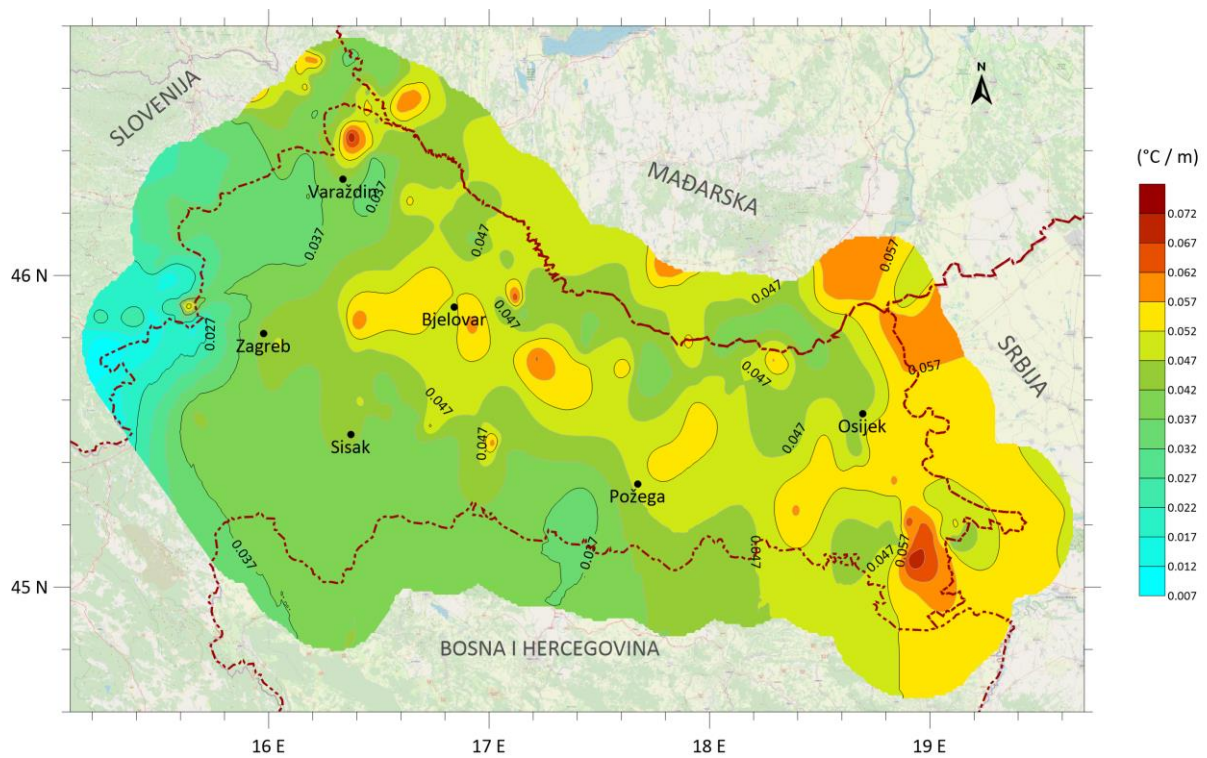 N
SLOVENIJA
MAĐARSKA
SRBIJA
BOSNA I HERCEGOVINA
Varaždin
Bjelovar
Zagreb
Sisak
Osijek
Požega
0.037
0.037
0.047
0.057
0.047
0.047
0.027
0.047
0.057
0.047
0.047
0.047
0.037
0.037
0.047
0.047
0.057
46 N
45 N
16 E
17 E
18 E
19 E
(°C / m)
0.072
0.067
0.062
0.057
0.052
0.047
0.042
0.037
0.032
0.027
0.022
0.017
0.012
0.007